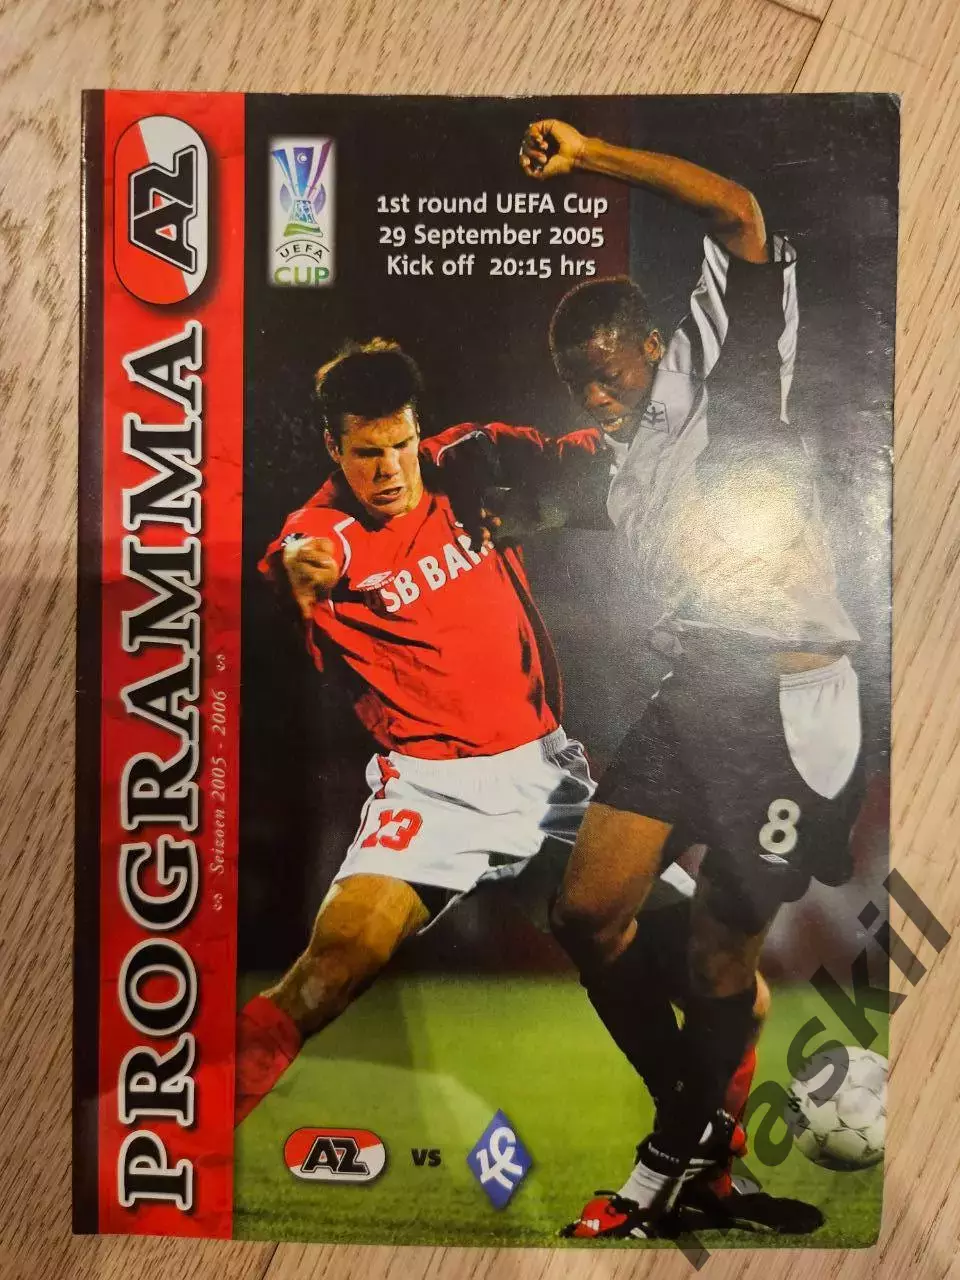 AZ
PROGRAMMA
Seizoen 2005 - 2006
UEFA
CUP
1st round UEFA Cup
29 September 2005
Kick off 20:15 hrs
SB BA
13
8
AZ vs